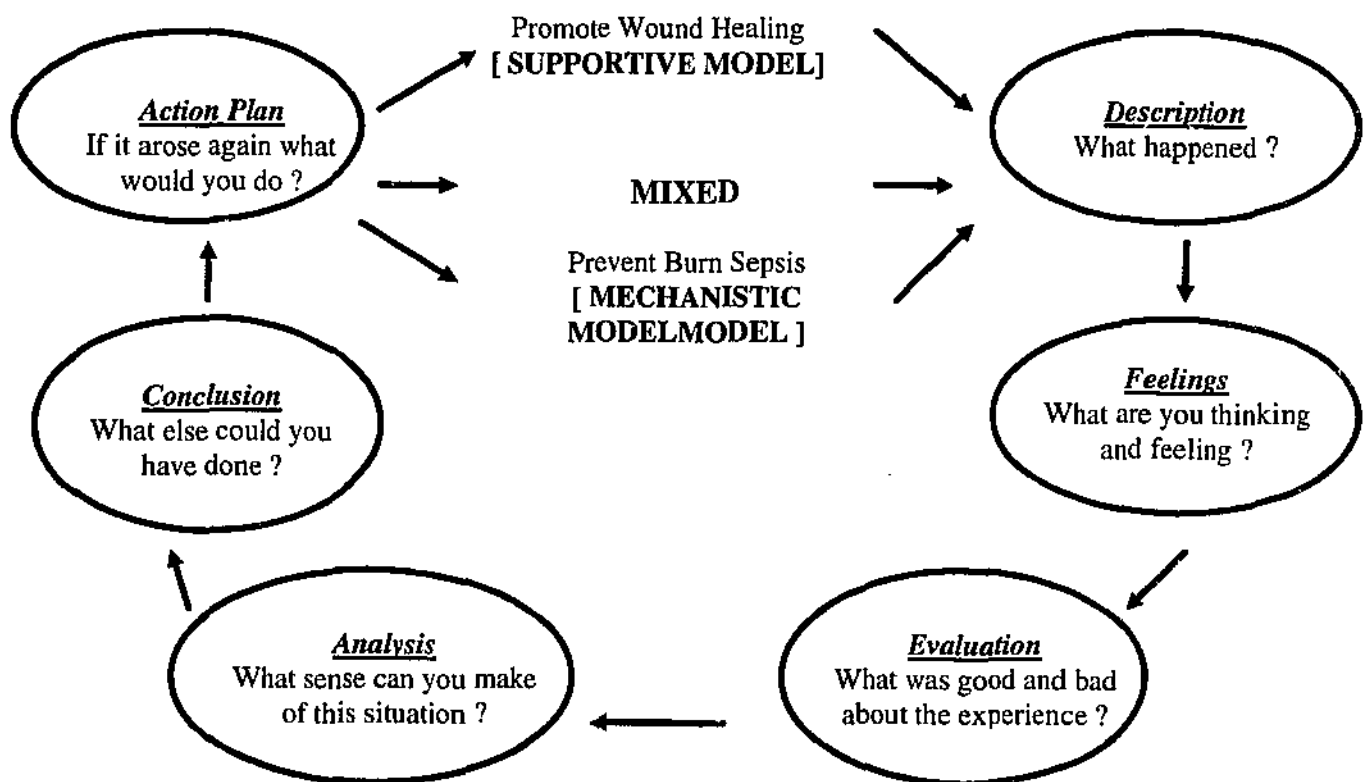 Promote Wound Healing
[ SUPPORTIVE MODEL]
Action Plan
If it arose again what
would you do ?
Description
What happened ?
MIXED
Prevent Burn Sepsis
[ MECHANISTIC
MODELMODEL ]
Feelings
What are you thinking
and feeling ?
Conclusion
What else could you
have done ?
Evaluation
What was good and bad
about the experience ?
Analysis
What sense can you make
of this situation ?